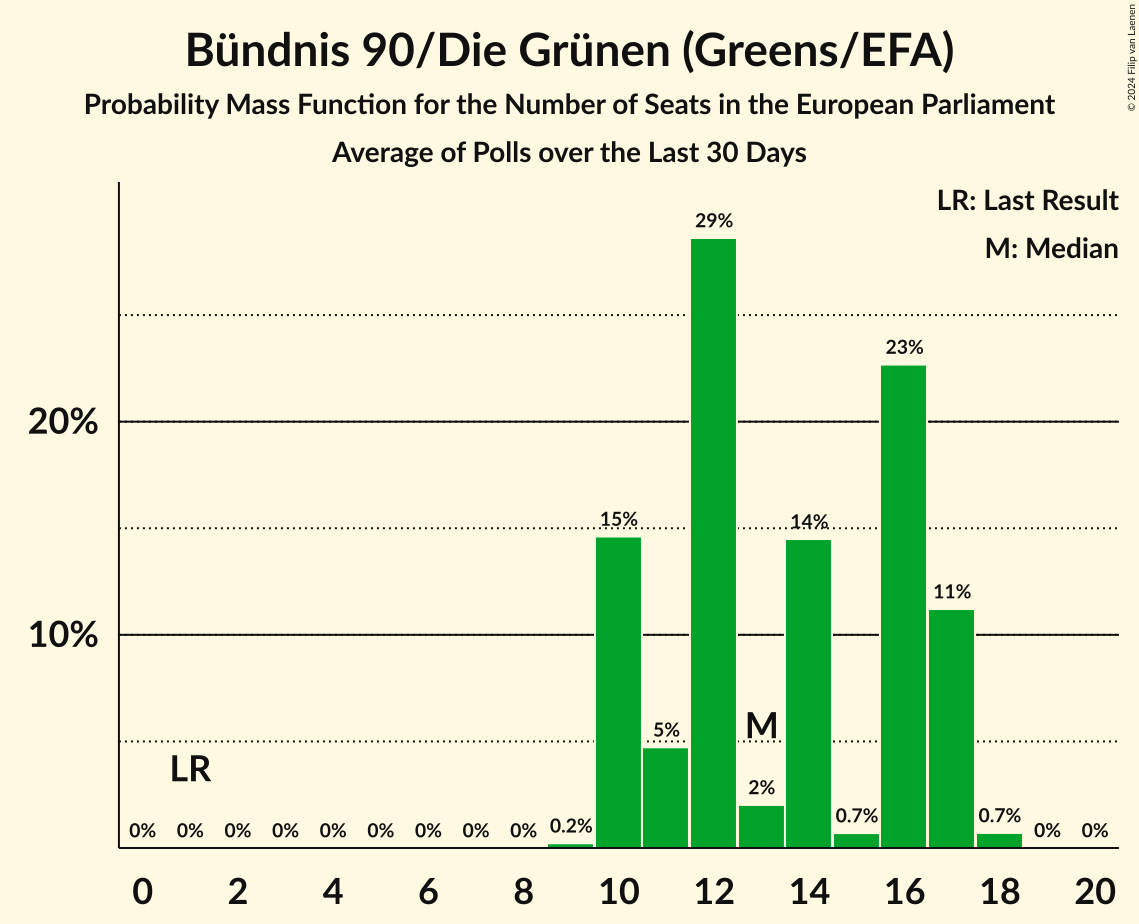 Bündnis 90/Die Grünen (Greens/EFA)
Probability Mass Function for the Number of Seats in the European Parliament
Average of Polls over the Last 30 Days
© 2024 Filip van Laenen
LR: Last Result
M: Median
20%
10%
LR
M
0% 0% 0% 0% 0% 0% 0% 0% 0% 0.2% 15% 5% 29% 2% 14% 0.7% 23% 11% 0.7% 0% 0%
0 2 4 6 8 10 12 14 16 18 20